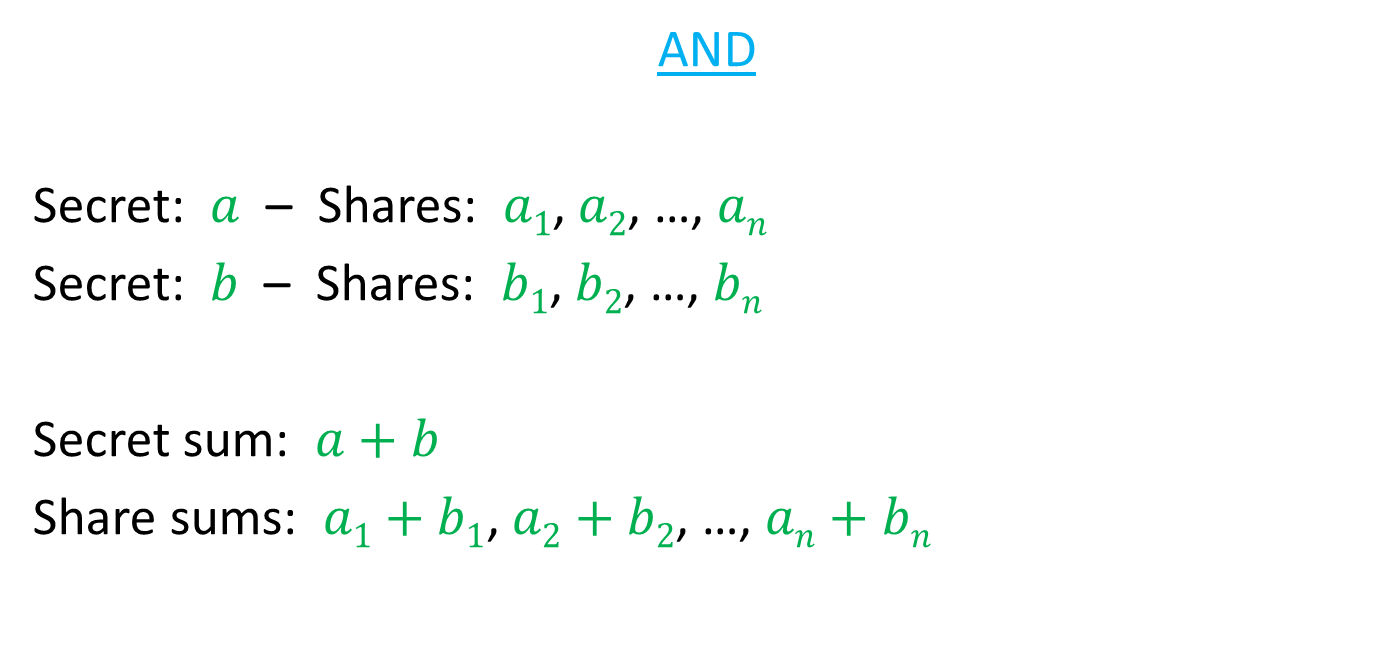 AND
Secret: a – Shares: a₁, a₂, …, aₙ
Secret: b – Shares: b₁, b₂, …, bₙ
Secret sum: a + b
Share sums: a₁ + b₁, a₂ + b₂, …, aₙ + bₙ